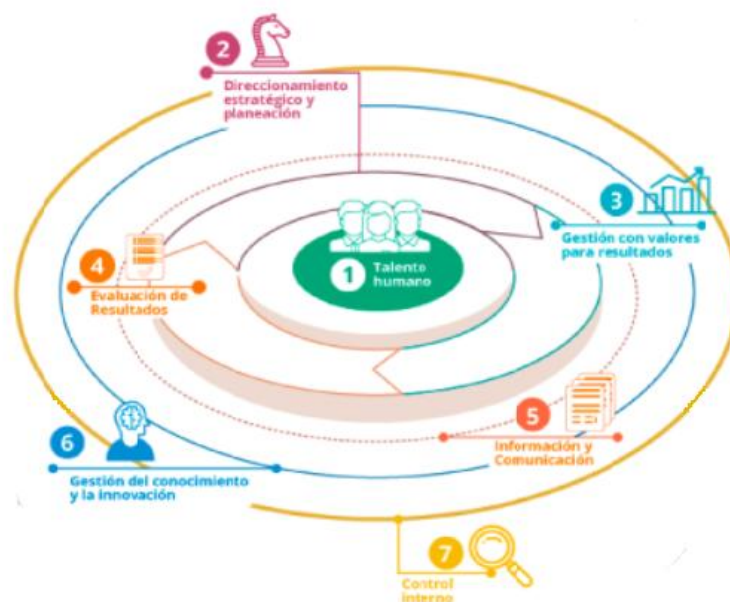 2
Direccionamiento
estratégico y
planeación
3
Gestión con valores
para resultados
1
Talento
humano
4
Evaluación de
Resultados
5
Información y
Comunicación
6
Gestión del conocimiento
y la innovación
7
Control
interno